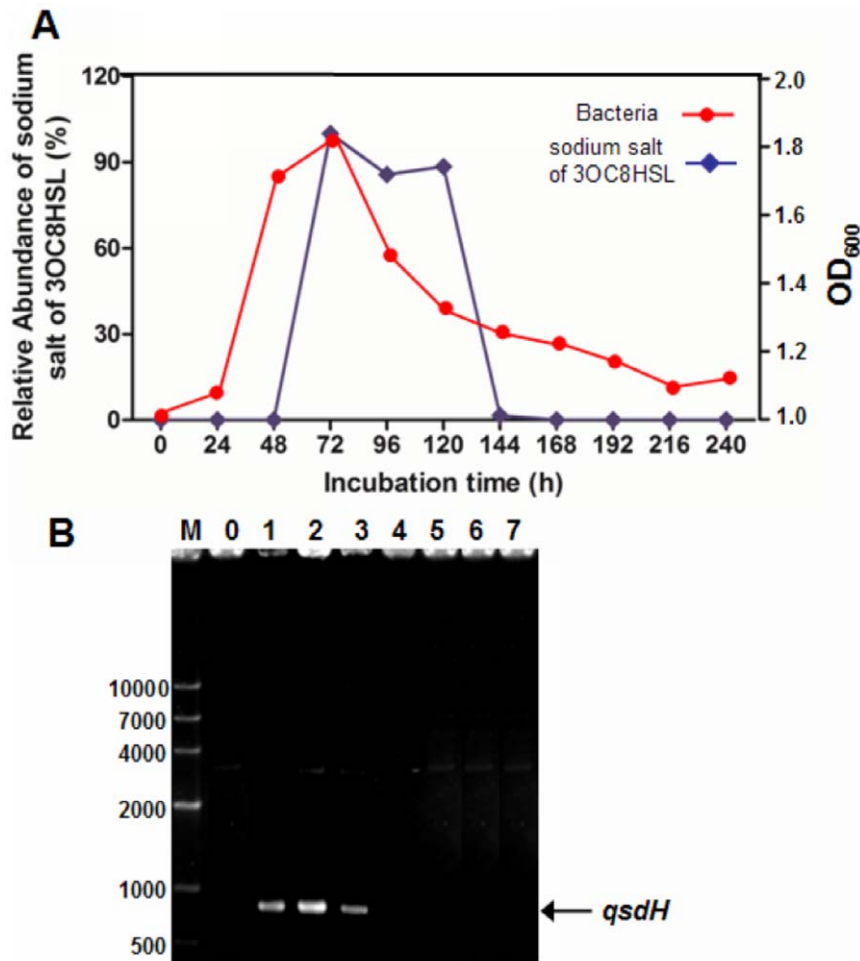 A
Relative Abundance of sodium
salt of 3OC8HSL (%)
120
90
60
30
0
2.0
1.8
1.6
1.4
1.2
1.0
OD600
Bacteria
sodium salt
of 3OC8HSL
0 24 48 72 96 120 144 168 192 216 240
Incubation time (h)
B
M 0 1 2 3 4 5 6 7
10000
7000
4000
2000
1000
500
qsdH